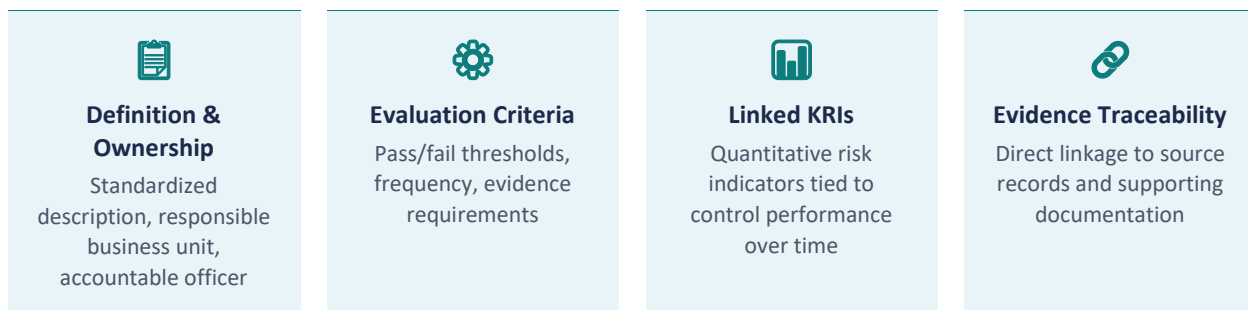 Definition &
Ownership
Standardized
description, responsible
business unit,
accountable officer
Evaluation Criteria
Pass/fail thresholds,
frequency, evidence
requirements
Linked KRIs
Quantitative risk
indicators tied to
control performance
over time
Evidence Traceability
Direct linkage to source
records and supporting
documentation